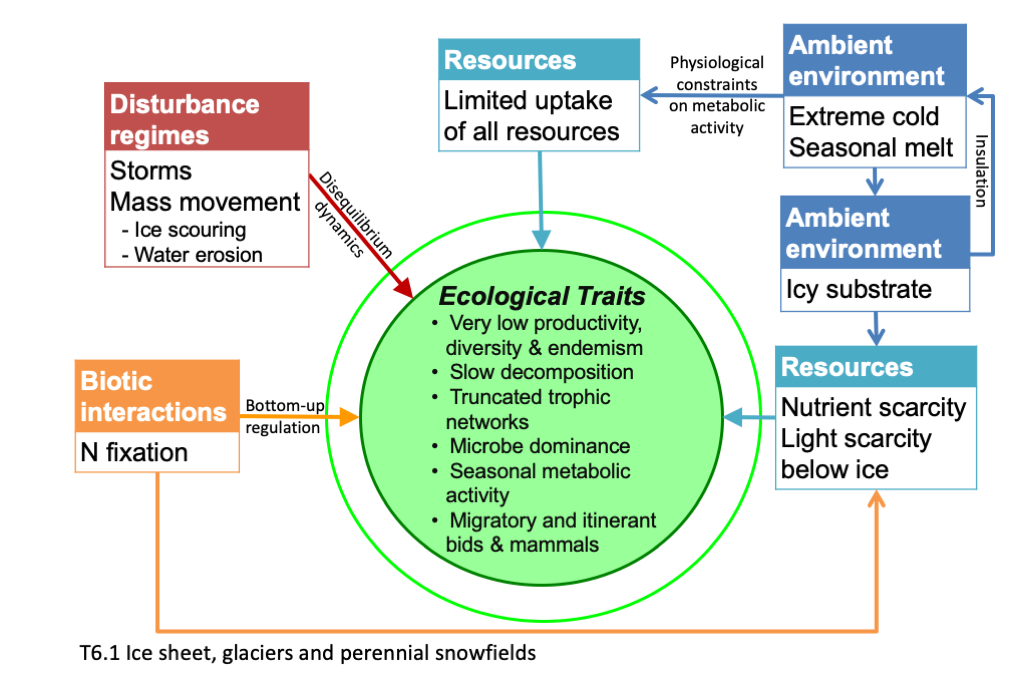 Disturbance
regimes
Storms
Mass movement
- Ice scouring
- Water erosion
Disequilibrium
dynamics
Resources
Limited uptake
of all resources
Physiological
constraints
on metabolic
activity
Ambient
environment
Extreme cold
Seasonal melt
Insulation
Ambient
environment
Icy substrate
Resources
Nutrient scarcity
Light scarcity
below ice
Biotic
interactions
N fixation
Bottom-up
regulation
Ecological Traits
• Very low productivity,
diversity & endemism
• Slow decomposition
• Truncated trophic
networks
• Microbe dominance
• Seasonal metabolic
activity
• Migratory and itinerant
bids & mammals
T6.1 Ice sheet, glaciers and perennial snowfields